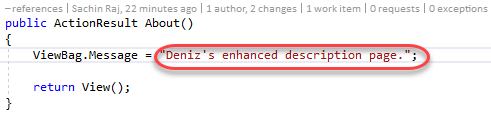 – references | Sachin Raj, 22 minutes ago | 1 author, 2 changes | 1 work item | 0 requests | 0 exceptions
public ActionResult About()
{
ViewBag.Message = "Deniz's enhanced description page.";
return View();
}